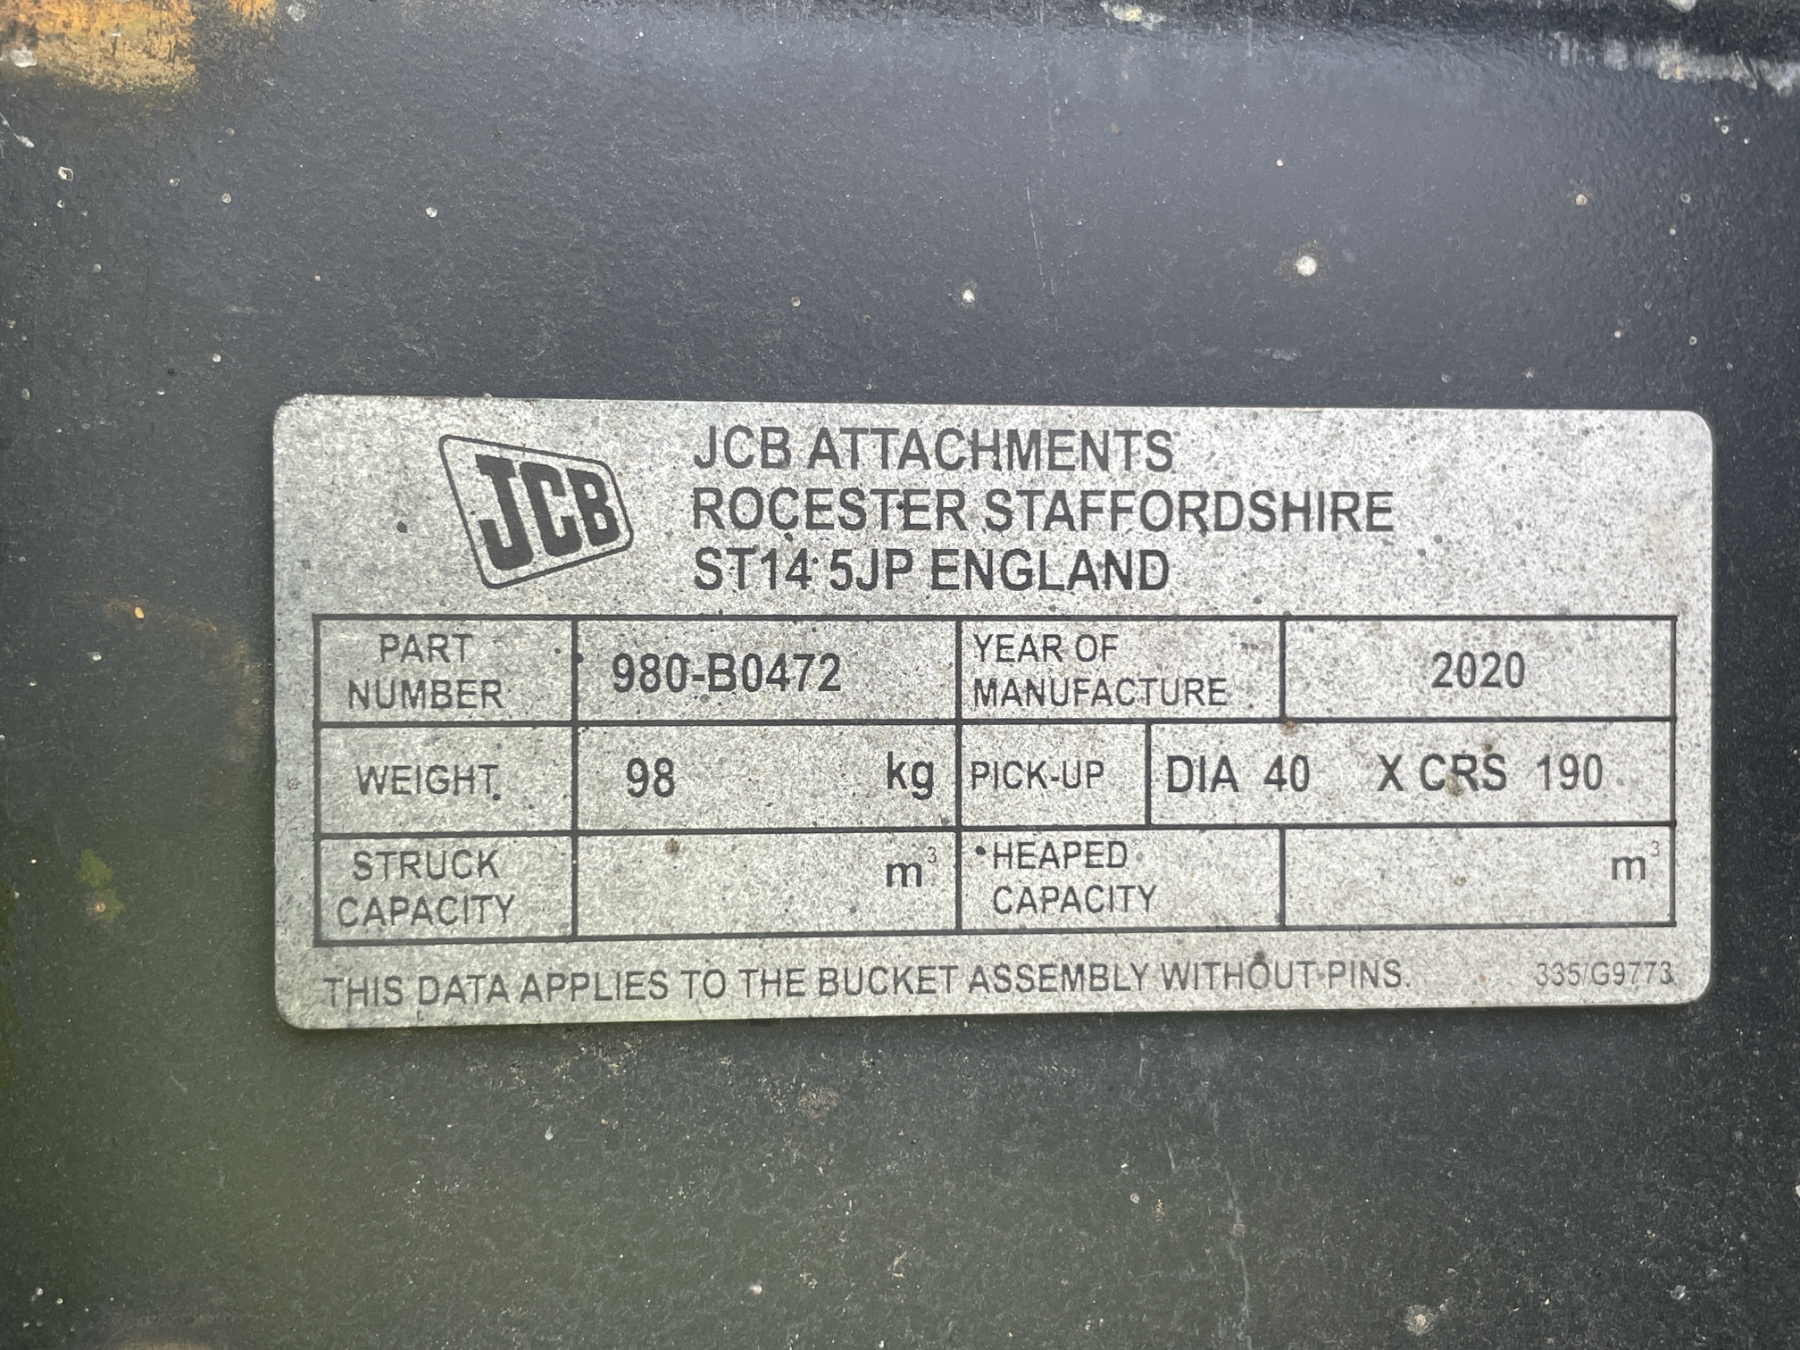 JCB
JCB ATTACHMENTS
ROCESTER STAFFORDSHIRE
ST14 5JP ENGLAND
PART NUMBER
980-B0472
YEAR OF MANUFACTURE
2020
WEIGHT
98 kg
PICK-UP
DIA 40 X CRS 190
STRUCK CAPACITY
m³
HEAPED CAPACITY
m³
THIS DATA APPLIES TO THE BUCKET ASSEMBLY WITHOUT PINS.
335/G9773